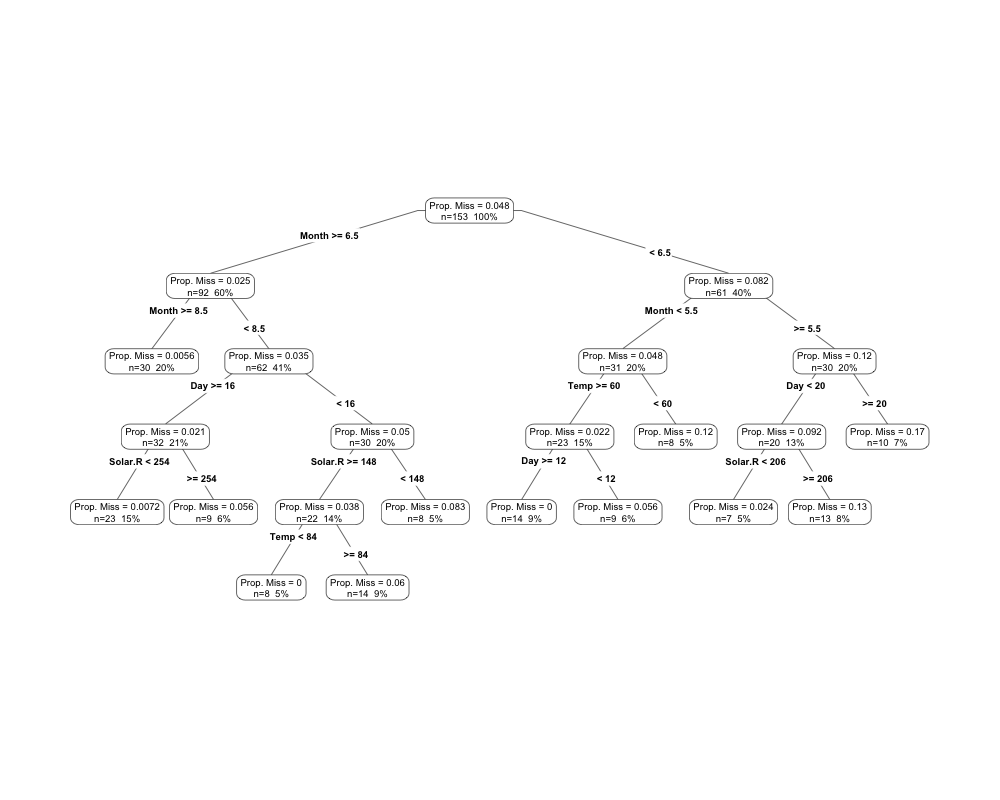 Prop. Miss = 0.048
n=153  100%
Month >= 6.5
< 6.5
Prop. Miss = 0.025
n=92  60%
Prop. Miss = 0.082
n=61  40%
Month >= 8.5
< 8.5
Month < 5.5
>= 5.5
Prop. Miss = 0.0056
n=30  20%
Prop. Miss = 0.035
n=62  41%
Prop. Miss = 0.048
n=31  20%
Prop. Miss = 0.12
n=30  20%
Day >= 16
< 16
Temp >= 60
< 60
Day < 20
>= 20
Prop. Miss = 0.021
n=32  21%
Prop. Miss = 0.05
n=30  20%
Prop. Miss = 0.022
n=23  15%
Prop. Miss = 0.12
n=8  5%
Prop. Miss = 0.092
n=20  13%
Prop. Miss = 0.17
n=10  7%
Solar.R < 254
>= 254
Solar.R >= 148
< 148
Day >= 12
< 12
Solar.R < 206
>= 206
Prop. Miss = 0.0072
n=23  15%
Prop. Miss = 0.056
n=9  6%
Prop. Miss = 0.038
n=22  14%
Prop. Miss = 0.083
n=8  5%
Prop. Miss = 0
n=14  9%
Prop. Miss = 0.056
n=9  6%
Prop. Miss = 0.024
n=7  5%
Prop. Miss = 0.13
n=13  8%
Temp < 84
>= 84
Prop. Miss = 0
n=8  5%
Prop. Miss = 0.06
n=14  9%